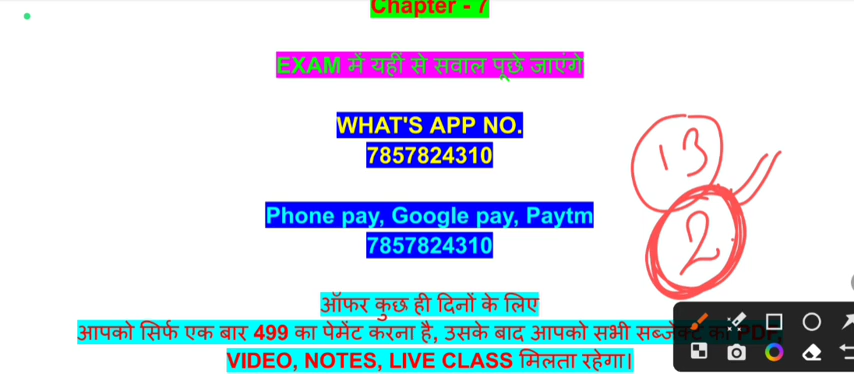 Chapter - 7
EXAM में यहीं से सवाल पूछे जाएंगे
WHAT'S APP NO.
7857824310
13
Phone pay, Google pay, Paytm
7857824310
2
ऑफर कुछ ही दिनों के लिए
आपको सिर्फ एक बार 499 का पेमेंट करना है, उसके बाद आपको सभी सब्जेक्ट का PDF,
VIDEO, NOTES, LIVE CLASS मिलता रहेगा।